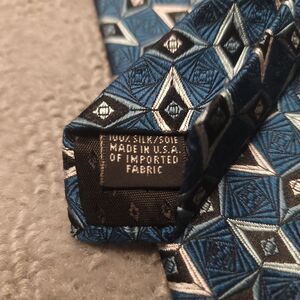 100% SILK/SOIE
MADE IN U.S.A.
OF IMPORTED
FABRIC